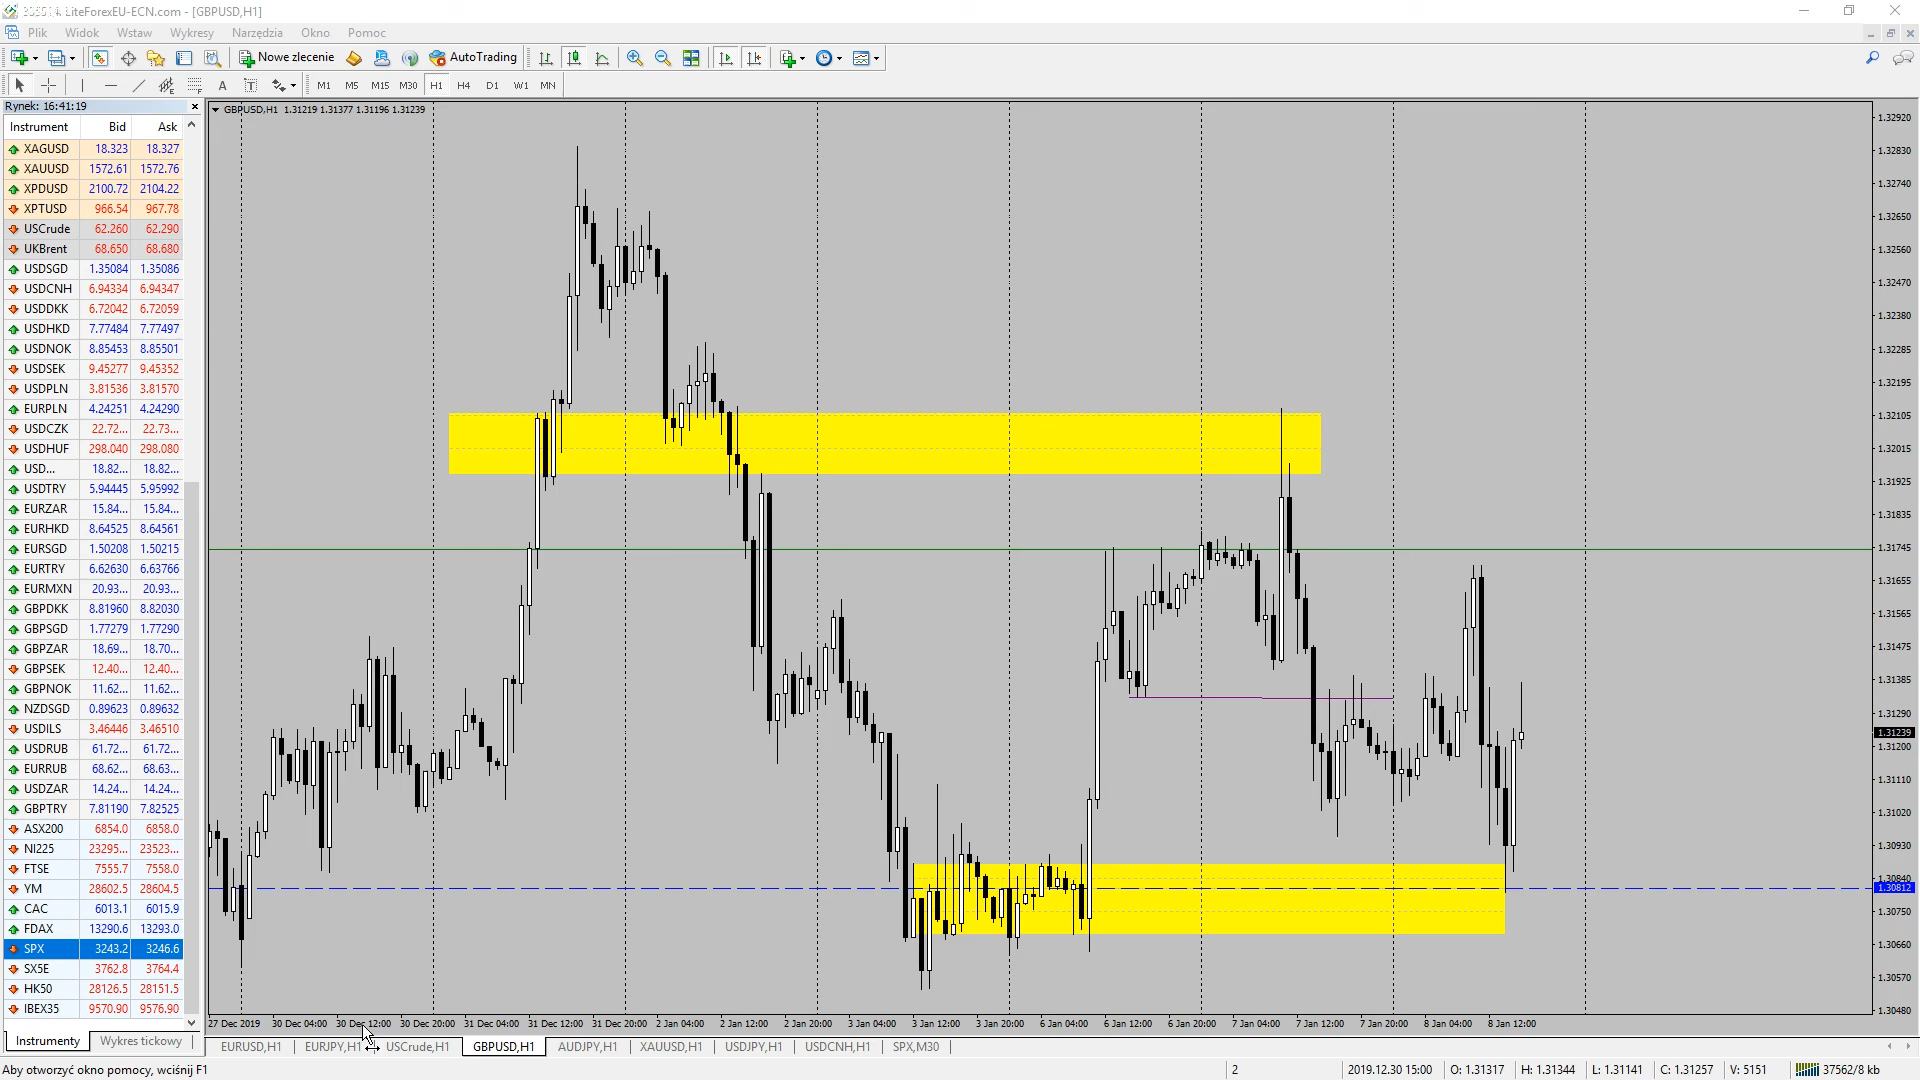 LiteForexEU-ECN.com - [GBPUSD,H1]
Plik Widok Wstaw Wykresy Narzędzia Okno Pomoc
Nowe zlecenie AutoTrading
A T M1 M5 M15 M30 H1 H4 D1 W1 MN
Rynek: 16:41:19
GBPUSD,H1 1.31219 1.31377 1.31196 1.31239
Instrument Bid Ask
XAGUSD 18.323 18.327
XAUUSD 1572.61 1572.76
XPDUSD 2100.72 2104.22
XPTUSD 966.54 967.78
USCrude 62.260 62.290
UKBrent 68.650 68.680
USDSGD 1.35084 1.35086
USDCNH 6.94334 6.94347
USDDKK 6.72042 6.72059
USDHKD 7.77484 7.77497
USDNOK 8.85453 8.85501
USDSEK 9.45277 9.45352
USDPLN 3.81536 3.81570
EURPLN 4.24251 4.24290
USDCZK 22.72... 22.73...
USDHUF 298.040 298.080
USD... 18.82... 18.82...
USDTRY 5.94445 5.95992
EURZAR 15.84... 15.84...
EURHKD 8.64525 8.64561
EURSGD 1.50208 1.50215
EURTRY 6.62630 6.63766
EURMXN 20.93... 20.93...
GBPDKK 8.81960 8.82030
GBPSGD 1.77279 1.77290
GBPZAR 18.69... 18.70...
GBPSEK 12.40... 12.40...
GBPNOK 11.62... 11.62...
NZDSGD 0.89623 0.89632
USDILS 3.46446 3.46510
USDRUB 61.72... 61.72...
EURRUB 68.62... 68.63...
USDZAR 14.24... 14.24...
GBPTRY 7.81190 7.82525
ASX200 6854.0 6858.0
NI225 23295... 23523...
FTSE 7555.7 7558.0
YM 28602.5 28604.5
CAC 6013.1 6015.9
FDAX 13290.6 13293.0
SPX 3243.2 3246.6
SX5E 3762.8 3764.4
HK50 28126.5 28151.5
IBEX35 9570.90 9576.90
1.32920
1.32830
1.32740
1.32650
1.32560
1.32470
1.32380
1.32285
1.32195
1.32105
1.32015
1.31925
1.31835
1.31745
1.31655
1.31565
1.31475
1.31385
1.31290
1.31239
1.31200
1.31110
1.31020
1.30930
1.30840
1.30812
1.30750
1.30660
1.30570
1.30480
27 Dec 2019 30 Dec 04:00 30 Dec 12:00 30 Dec 20:00 31 Dec 04:00 31 Dec 12:00 31 Dec 20:00 2 Jan 04:00 2 Jan 12:00 2 Jan 20:00 3 Jan 04:00 3 Jan 12:00 3 Jan 20:00 6 Jan 04:00 6 Jan 12:00 6 Jan 20:00 7 Jan 04:00 7 Jan 12:00 7 Jan 20:00 8 Jan 04:00 8 Jan 12:00
Instrumenty Wykres tickowy
EURUSD,H1 EURJPY,H1 USCrude,H1 GBPUSD,H1 AUDJPY,H1 XAUUSD,H1 USDJPY,H1 USDCNH,H1 SPX,M30
Aby otworzyć okno pomocy, wciśnij F1
2 2019.12.30 15:00 O: 1.31317 H: 1.31344 L: 1.31141 C: 1.31257 V: 5151 37562/8 kb